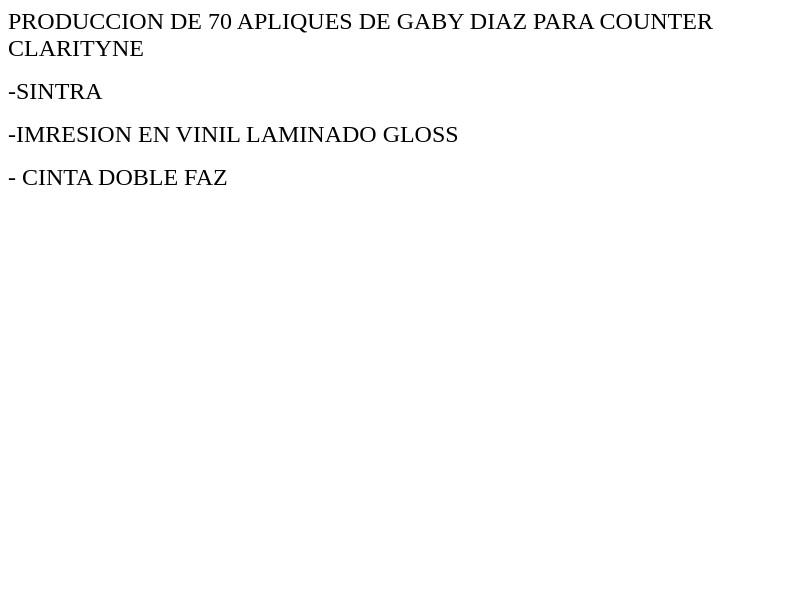 PRODUCCION DE 70 APLIQUES DE GABY DIAZ PARA COUNTER
CLARITYNE
-SINTRA
-IMRESION EN VINIL LAMINADO GLOSS
- CINTA DOBLE FAZ